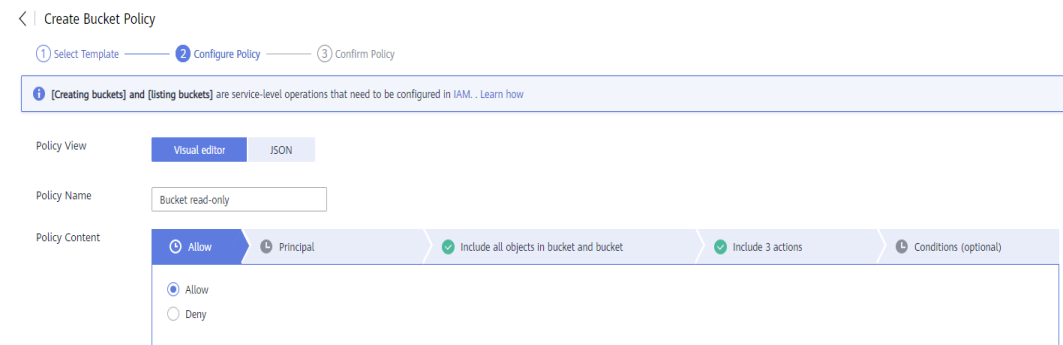 Create Bucket Policy
1 Select Template 2 Configure Policy 3 Confirm Policy
[Creating buckets] and [listing buckets] are service-level operations that need to be configured in IAM. . Learn how
Policy View Visual editor JSON
Policy Name Bucket read-only
Policy Content Allow Principal Include all objects in bucket and bucket Include 3 actions Conditions (optional)
Allow
Deny